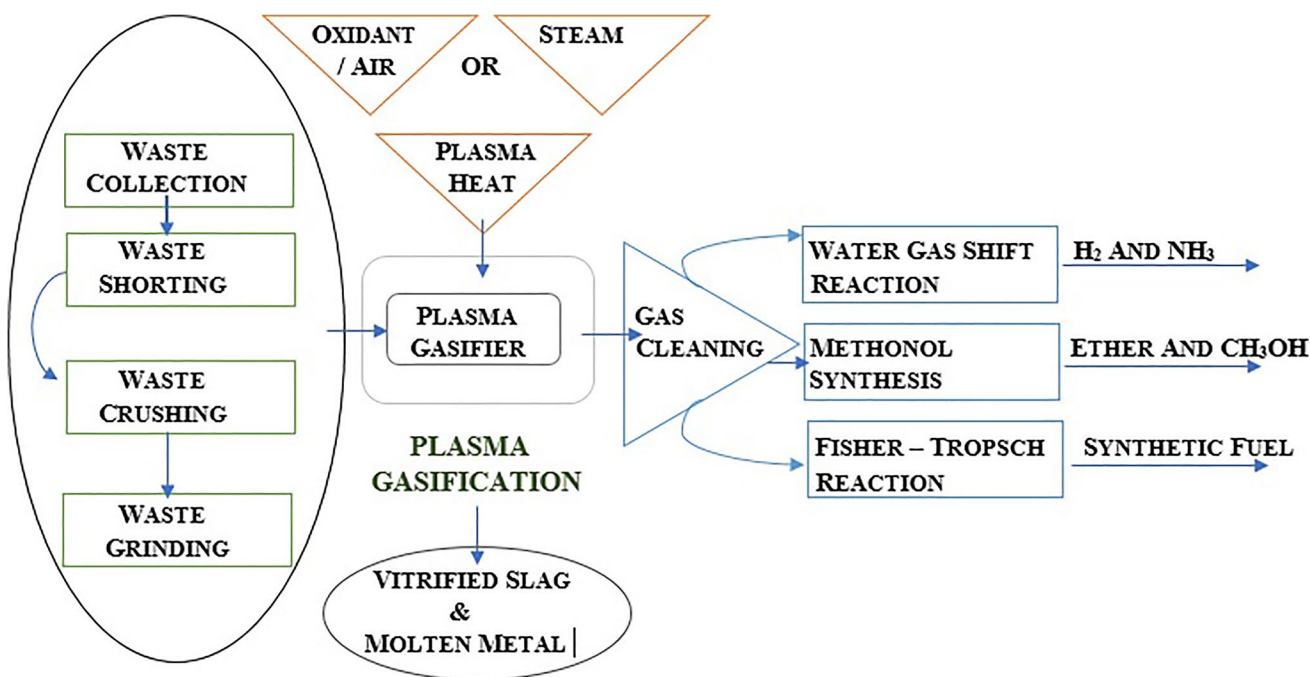 OXIDANT
/ AIR
OR
STEAM
PLASMA
HEAT
WASTE
COLLECTION
WASTE
SHORTING
WASTE
CRUSHING
WASTE
GRINDING
PLASMA
GASIFIER
PLASMA
GASIFICATION
VITRIFIED SLAG
&
MOLTEN METAL
GAS
CLEANING
WATER GAS SHIFT
REACTION
H₂ AND NH₃
METHONOL
SYNTHESIS
ETHER AND CH₃OH
FISHER – TROPSCH
REACTION
SYNTHETIC FUEL